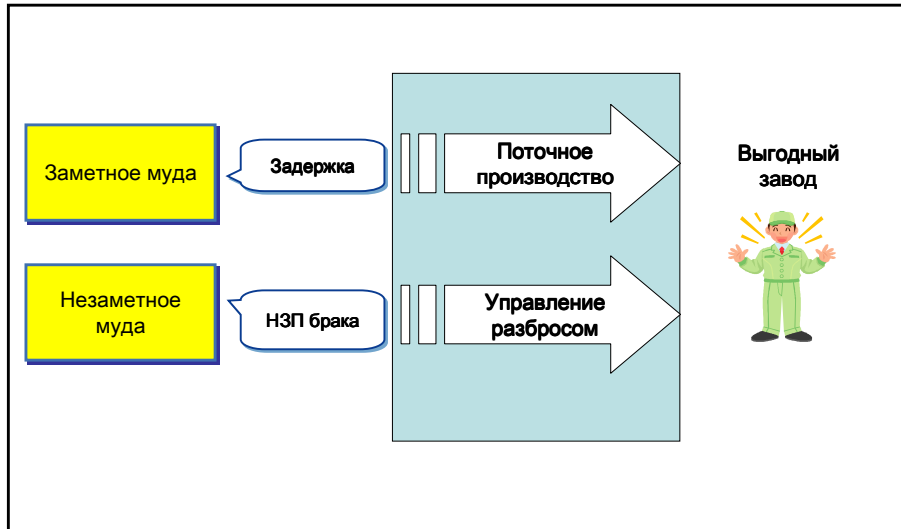 Заметное муда
Задержка
Поточное
производство
Выгодный
завод
Незаметное
муда
НЗП брака
Управление
разбросом